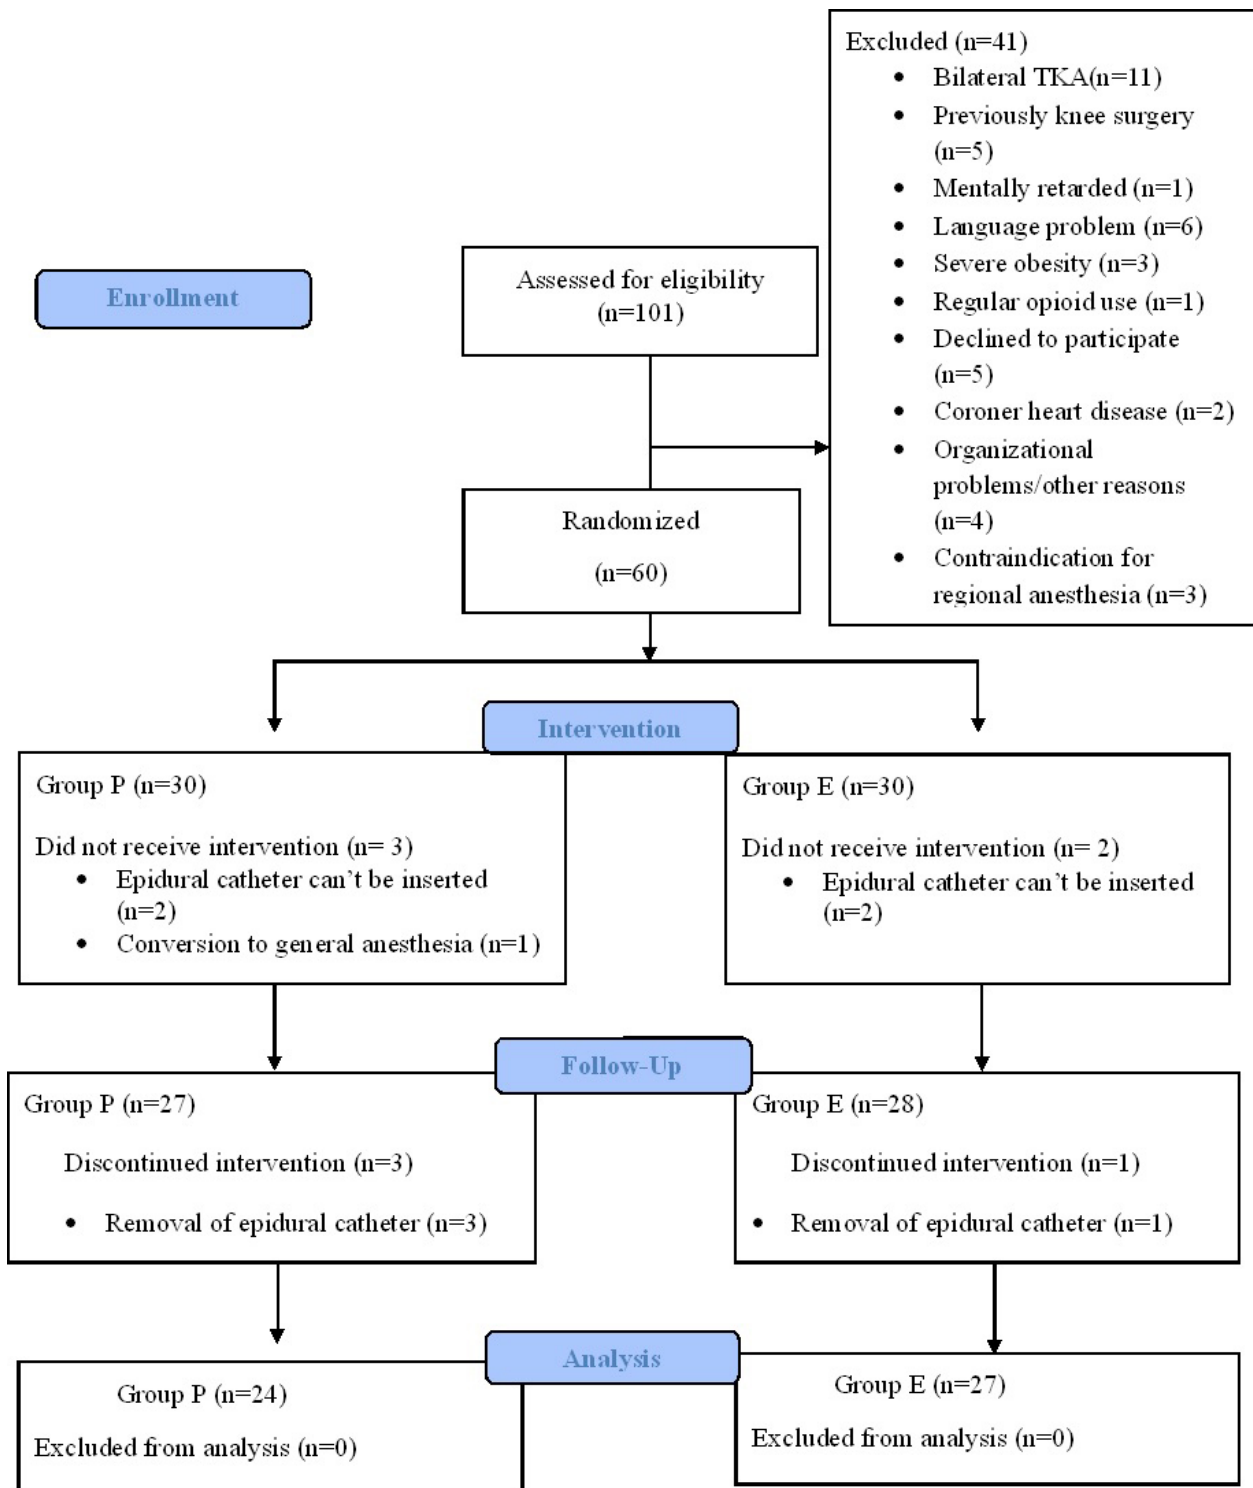 Excluded (n=41)
• Bilateral TKA(n=11)
• Previously knee surgery
(n=5)
• Mentally retarded (n=1)
• Language problem (n=6)
• Severe obesity (n=3)
• Regular opioid use (n=1)
• Declined to participate
(n=5)
• Coroner heart disease (n=2)
• Organizational
problems/other reasons
(n=4)
• Contraindication for
regional anesthesia (n=3)
Enrollment
Assessed for eligibility
(n=101)
Randomized
(n=60)
Intervention
Group P (n=30)
Did not receive intervention (n= 3)
• Epidural catheter can’t be inserted
(n=2)
• Conversion to general anesthesia (n=1)
Group E (n=30)
Did not receive intervention (n= 2)
• Epidural catheter can’t be inserted
(n=2)
Follow-Up
Group P (n=27)
Discontinued intervention (n=3)
• Removal of epidural catheter (n=3)
Group E (n=28)
Discontinued intervention (n=1)
• Removal of epidural catheter (n=1)
Analysis
Group P (n=24)
Excluded from analysis (n=0)
Group E (n=27)
Excluded from analysis (n=0)